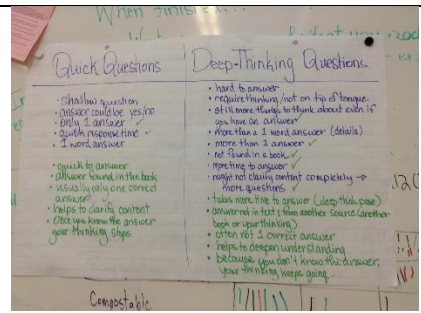 When finished...
Quick Questions
• shallow question
• answer could be yes/no
• only 1 answer ✓
• quick response time ✓
• 1 word answer
• quick to answer
• answer found in the book
• usually only one correct
answer ✓
• helps to clarify content
• Once you know the answer
your thinking stops
Deep-Thinking Questions
• hard to answer
• require thinking/not on tip of tongue
• still more things to think about even if
you have an answer
• more than a 1 word answer (details)
• more than 1 answer ✓
• not found in a book ✓
• more time to answer ✓
• might not clarify content completely →
more questions ✓
• takes more time to answer (deep think pose)
• answer not in text; from another source (another
book or your thinking)
• often not 1 correct answer
• helps to deepen understanding
• because you don't know the answer,
your thinking keeps going.
Compostable